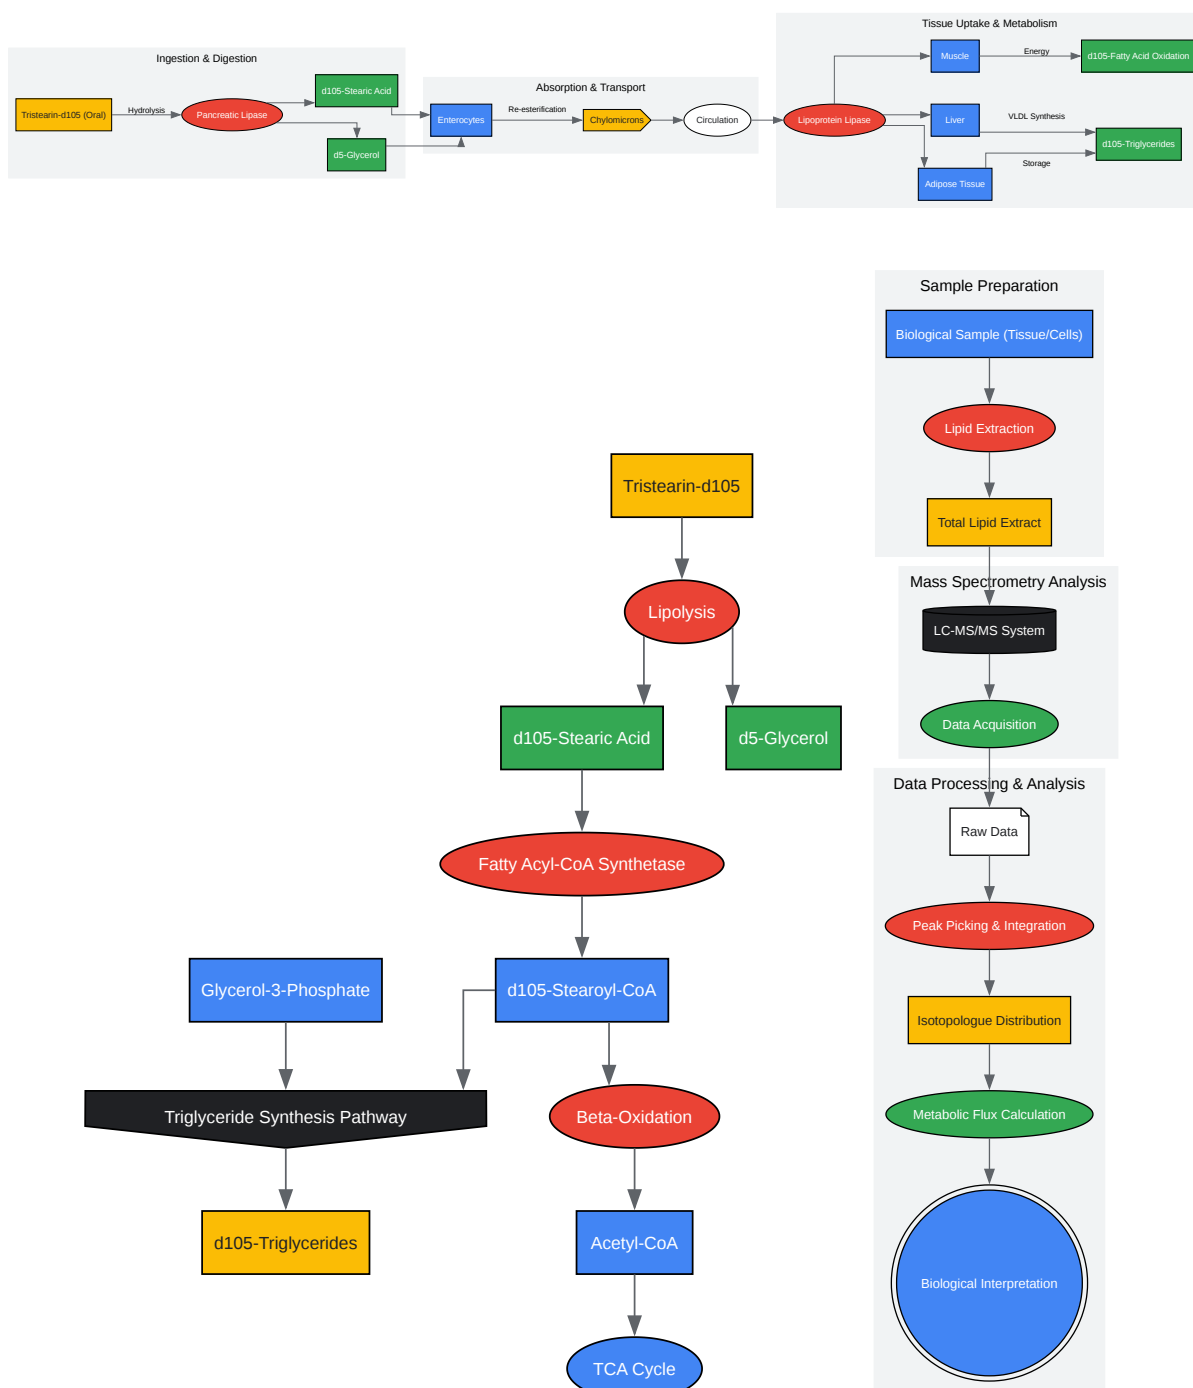 Ingestion & Digestion
Tristearin-d105 (Oral)
Hydrolysis
Pancreatic Lipase
d105-Stearic Acid
d5-Glycerol
Absorption & Transport
Enterocytes
Re-esterification
Chylomicrons
Circulation
Tissue Uptake & Metabolism
Lipoprotein Lipase
Muscle
Energy
d105-Fatty Acid Oxidation
Liver
VLDL Synthesis
d105-Triglycerides
Adipose Tissue
Storage
Tristearin-d105
Lipolysis
d105-Stearic Acid
d5-Glycerol
Fatty Acyl-CoA Synthetase
Glycerol-3-Phosphate
d105-Stearoyl-CoA
Triglyceride Synthesis Pathway
Beta-Oxidation
d105-Triglycerides
Acetyl-CoA
TCA Cycle
Sample Preparation
Biological Sample (Tissue/Cells)
Lipid Extraction
Total Lipid Extract
Mass Spectrometry Analysis
LC-MS/MS System
Data Acquisition
Data Processing & Analysis
Raw Data
Peak Picking & Integration
Isotopologue Distribution
Metabolic Flux Calculation
Biological Interpretation